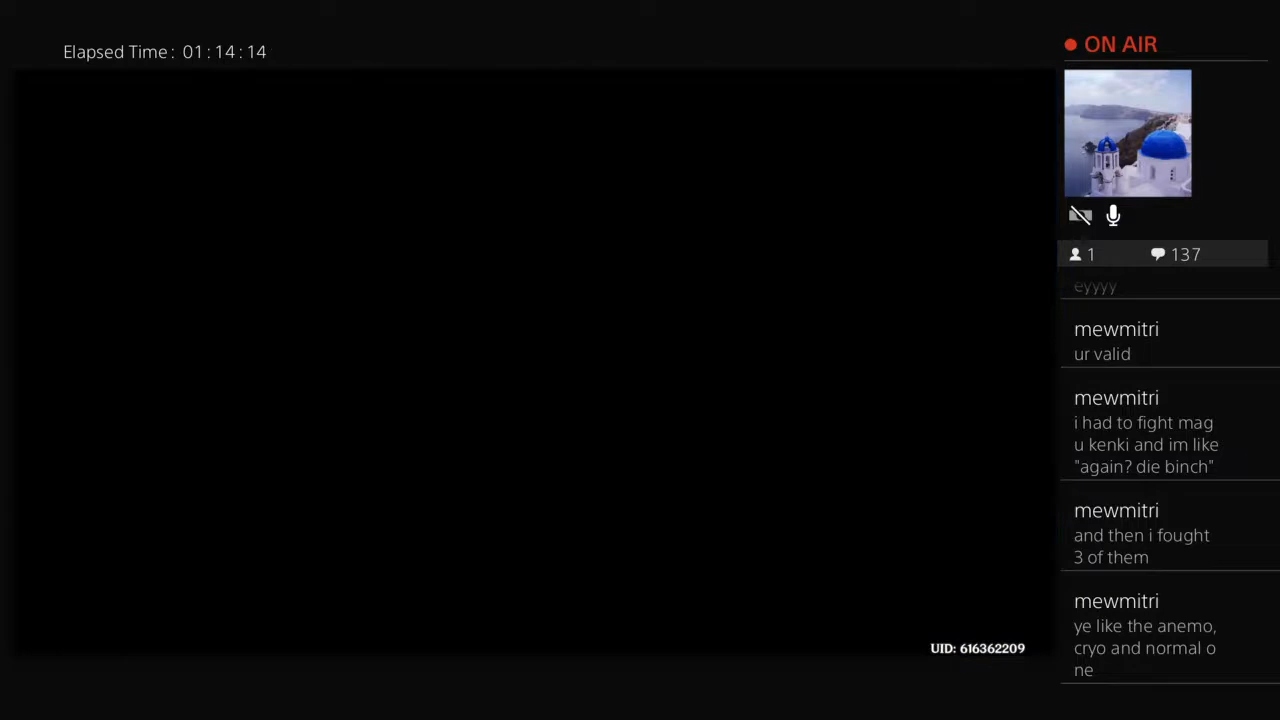 Elapsed Time: 01:14:14
ON AIR
1
137
eyyyy
mewmitri
ur valid
mewmitri
i had to fight mag
u kenki and im like
"again? die binch"
mewmitri
and then i fought
3 of them
mewmitri
ye like the anemo,
cryo and normal o
ne
UID: 616362209